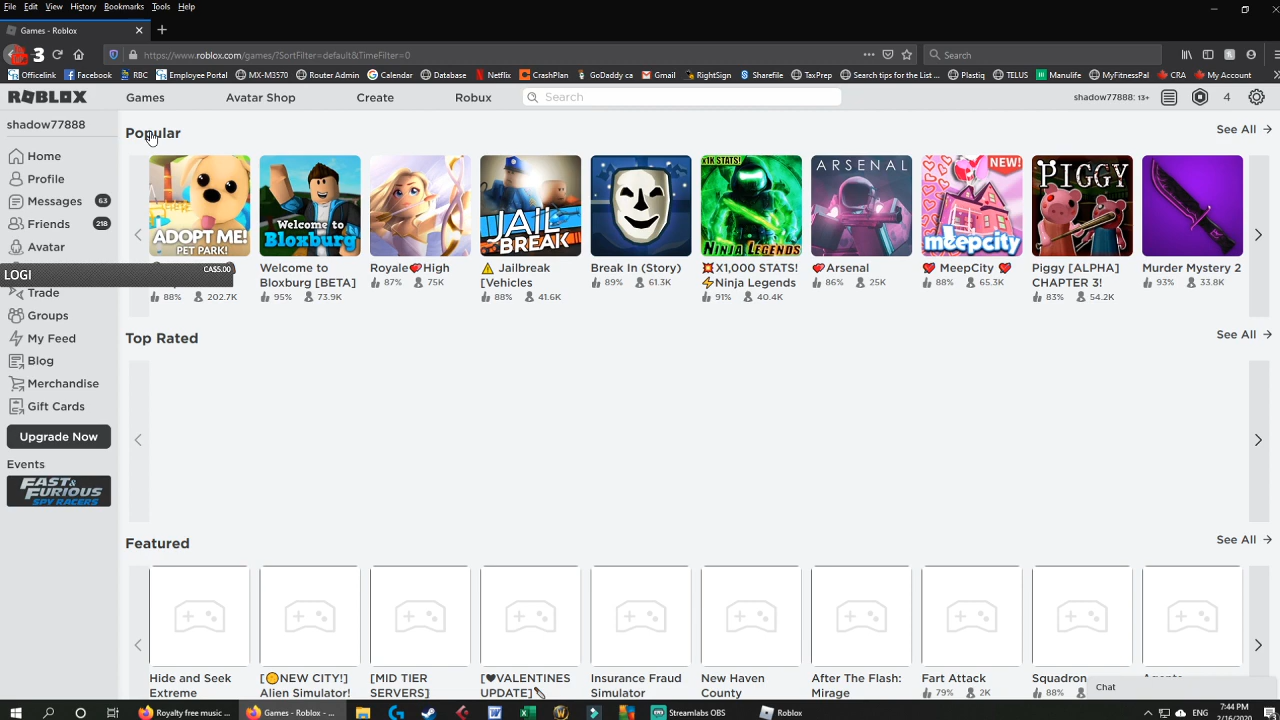 File Edit View History Bookmarks Tools Help
Games - Roblox
3
https://www.roblox.com/games/?SortFilter=default&TimeFilter=0
Search
Officelink Facebook RBC Employee Portal MX-M3570 Router Admin Calendar Database Netflix CrashPlan GoDaddy ca Gmail RightSign Sharefile TaxPrep Search tips for the List ... Plastiq TELUS Manulife MyFitnessPal CRA My Account
ROBLOX Games Avatar Shop Create Robux Search shadow77888: 13+ 4
shadow77888
Home
Profile
Messages 63
Friends 218
Avatar
LOGI CA$5.00
Trade
Groups
My Feed
Blog
Merchandise
Gift Cards
Upgrade Now
Events
FAST & FURIOUS
SPY RACERS
Popular See All
ADOPT ME!
PET PARK!
Welcome to
Bloxburg
JAIL
BREAK
X1K STATS!
NINJA LEGENDS
ARSENAL
NEW!
meepcity
PIGGY
88% 202.7K
Welcome to
Bloxburg [BETA]
95% 73.9K
Royale💗High
87% 75K
⚠ Jailbreak
[Vehicles
88% 41.6K
Break In (Story)
89% 61.3K
💥X1,000 STATS!
⚡Ninja Legends
91% 40.4K
💗Arsenal
86% 25K
❤ MeepCity ❤
88% 65.3K
Piggy [ALPHA]
CHAPTER 3!
83% 54.2K
Murder Mystery 2
93% 33.8K
Top Rated See All
Featured See All
Hide and Seek
Extreme
[NEW CITY!]
Alien Simulator!
[MID TIER
SERVERS]
[🖤VALENTINES
UPDATE]
Insurance Fraud
Simulator
New Haven
County
After The Flash:
Mirage
Fart Attack
79% 2K
Squadron
88%
Chat
Royalty free music ... Games - Roblox - ... Streamlabs OBS Roblox
ENG 7:44 PM
2/16/2020